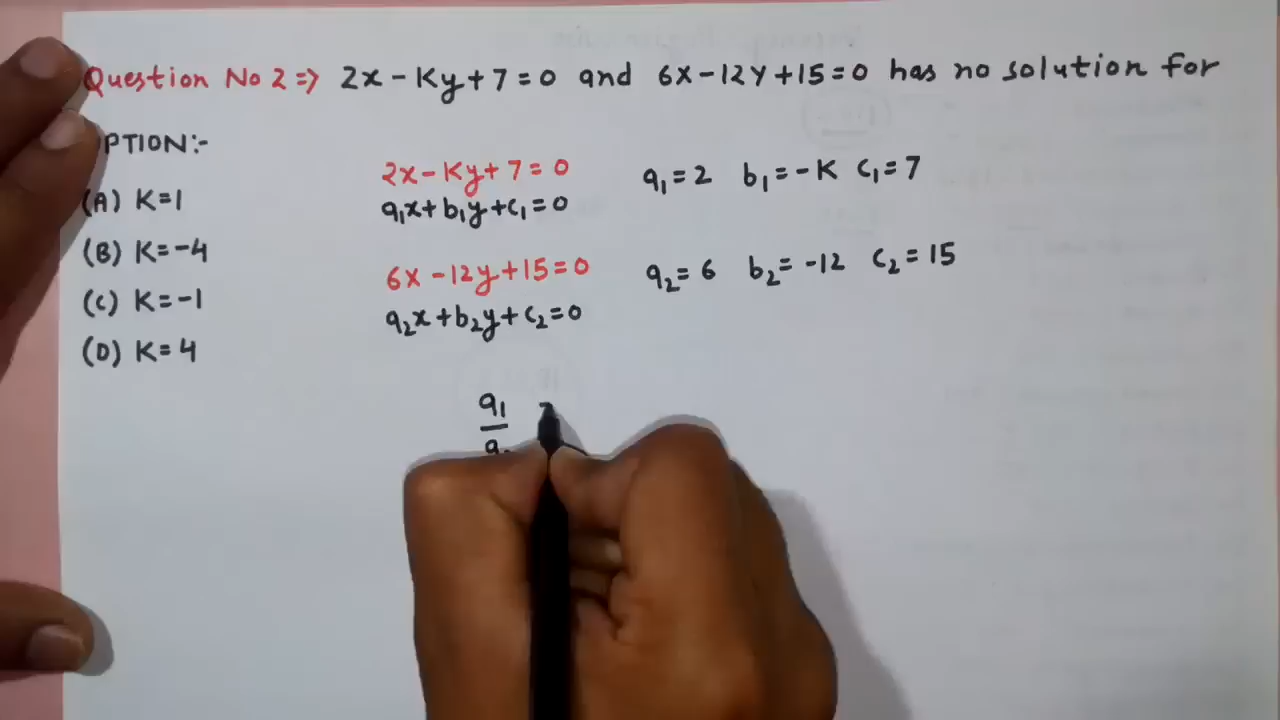 Question No 2 => 2x - Ky + 7 = 0 and 6x - 12y + 15 = 0 has no solution for
PTION:-
(A) K=1
(B) K=-4
(C) K=-1
(D) K=4
2x - Ky + 7 = 0
a₁x + b₁y + c₁ = 0
6x - 12y + 15 = 0
a₂x + b₂y + c₂ = 0
a₁ = 2 b₁ = -K c₁ = 7
a₂ = 6 b₂ = -12 c₂ = 15
a₁
a